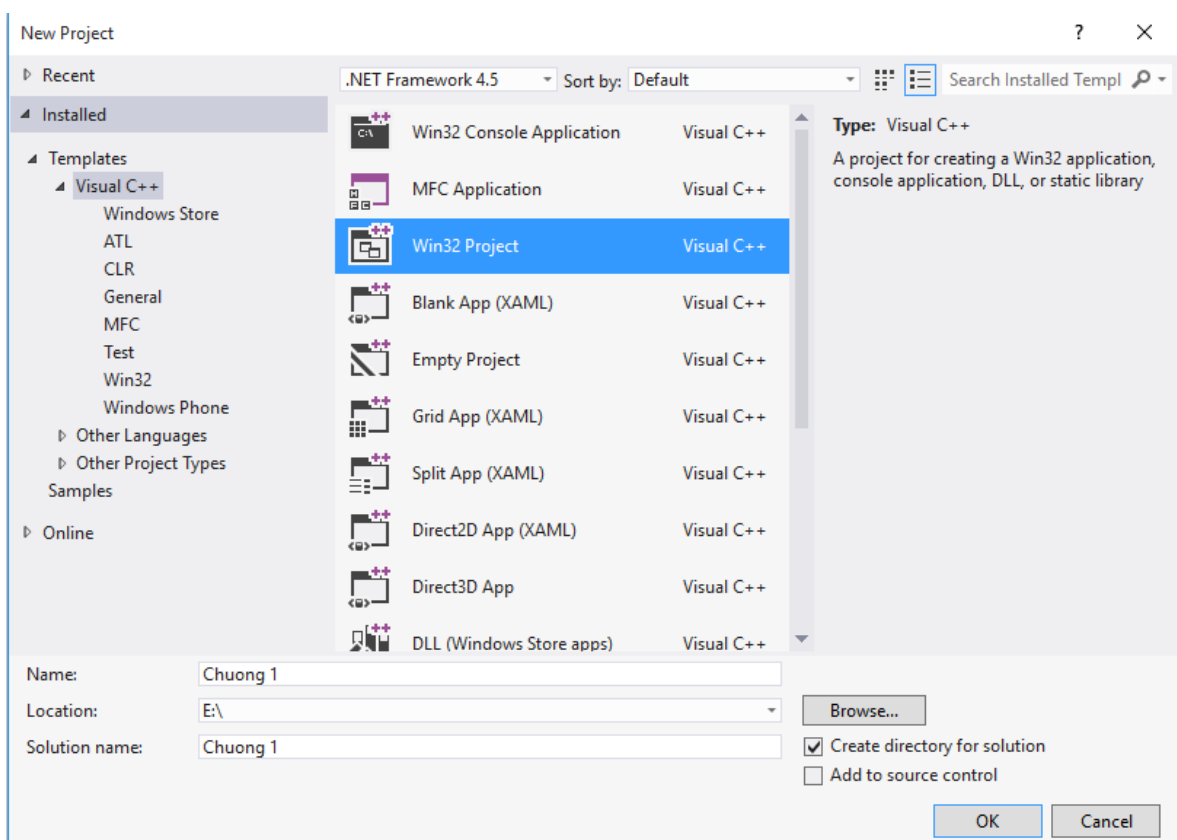 New Project
?
Recent
.NET Framework 4.5
Sort by: Default
Search Installed Templ
Installed
Templates
Visual C++
Windows Store
ATL
CLR
General
MFC
Test
Win32
Windows Phone
Other Languages
Other Project Types
Samples
Online
Win32 Console Application Visual C++
MFC Application Visual C++
Win32 Project Visual C++
Blank App (XAML) Visual C++
Empty Project Visual C++
Grid App (XAML) Visual C++
Split App (XAML) Visual C++
Direct2D App (XAML) Visual C++
Direct3D App Visual C++
DLL (Windows Store apps) Visual C++
Type: Visual C++
A project for creating a Win32 application,
console application, DLL, or static library
Name: Chuong 1
Location: E:\
Browse...
Solution name: Chuong 1
Create directory for solution
Add to source control
OK
Cancel